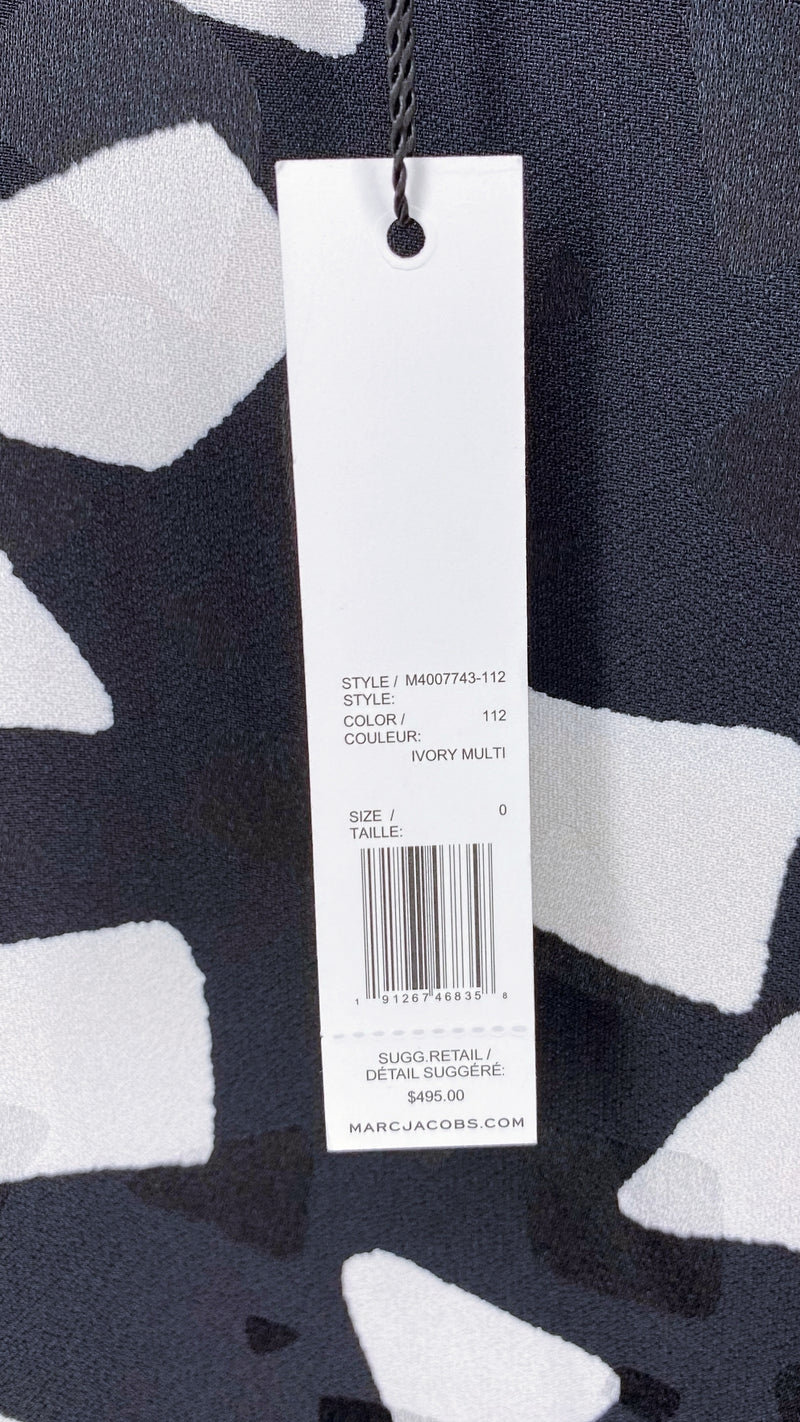 STYLE / M4007743-112
STYLE:
COLOR / 112
COULEUR:
IVORY MULTI
SIZE / 0
TAILLE:
1 91267 46835 8
SUGG.RETAIL /
DÉTAIL SUGGÉRÉ:
$495.00
MARCJACOBS.COM